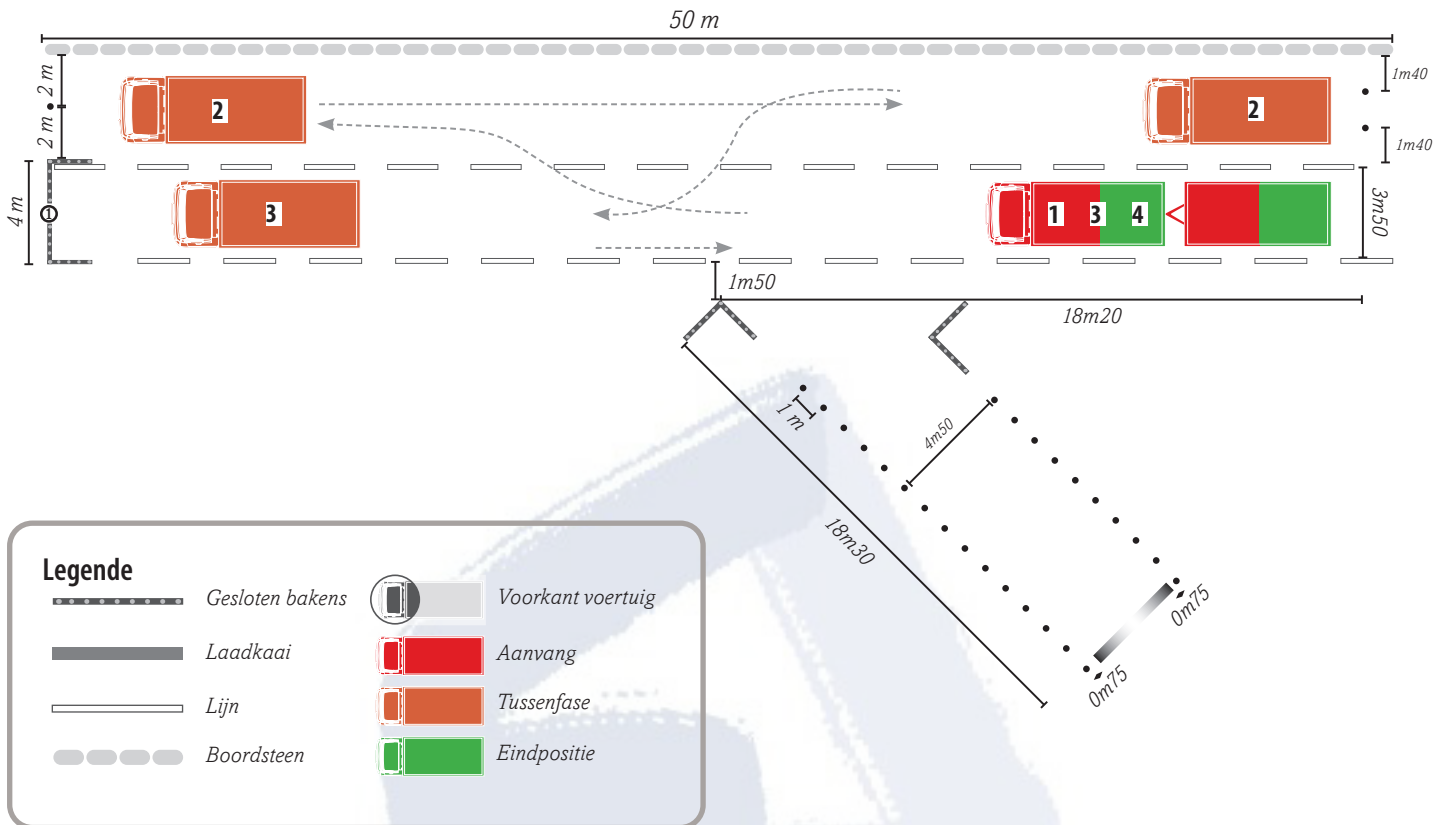 50 m
2 m
2 m
1m40
1m40
2
2
4 m
1
3
1
3
4
3m50
1m50
18m20
1 m
4m50
18m30
0m75
0m75
Legende
Gesloten bakens
Voorkant voertuig
Laadkaai
Aanvang
Lijn
Tussenfase
Boordsteen
Eindpositie